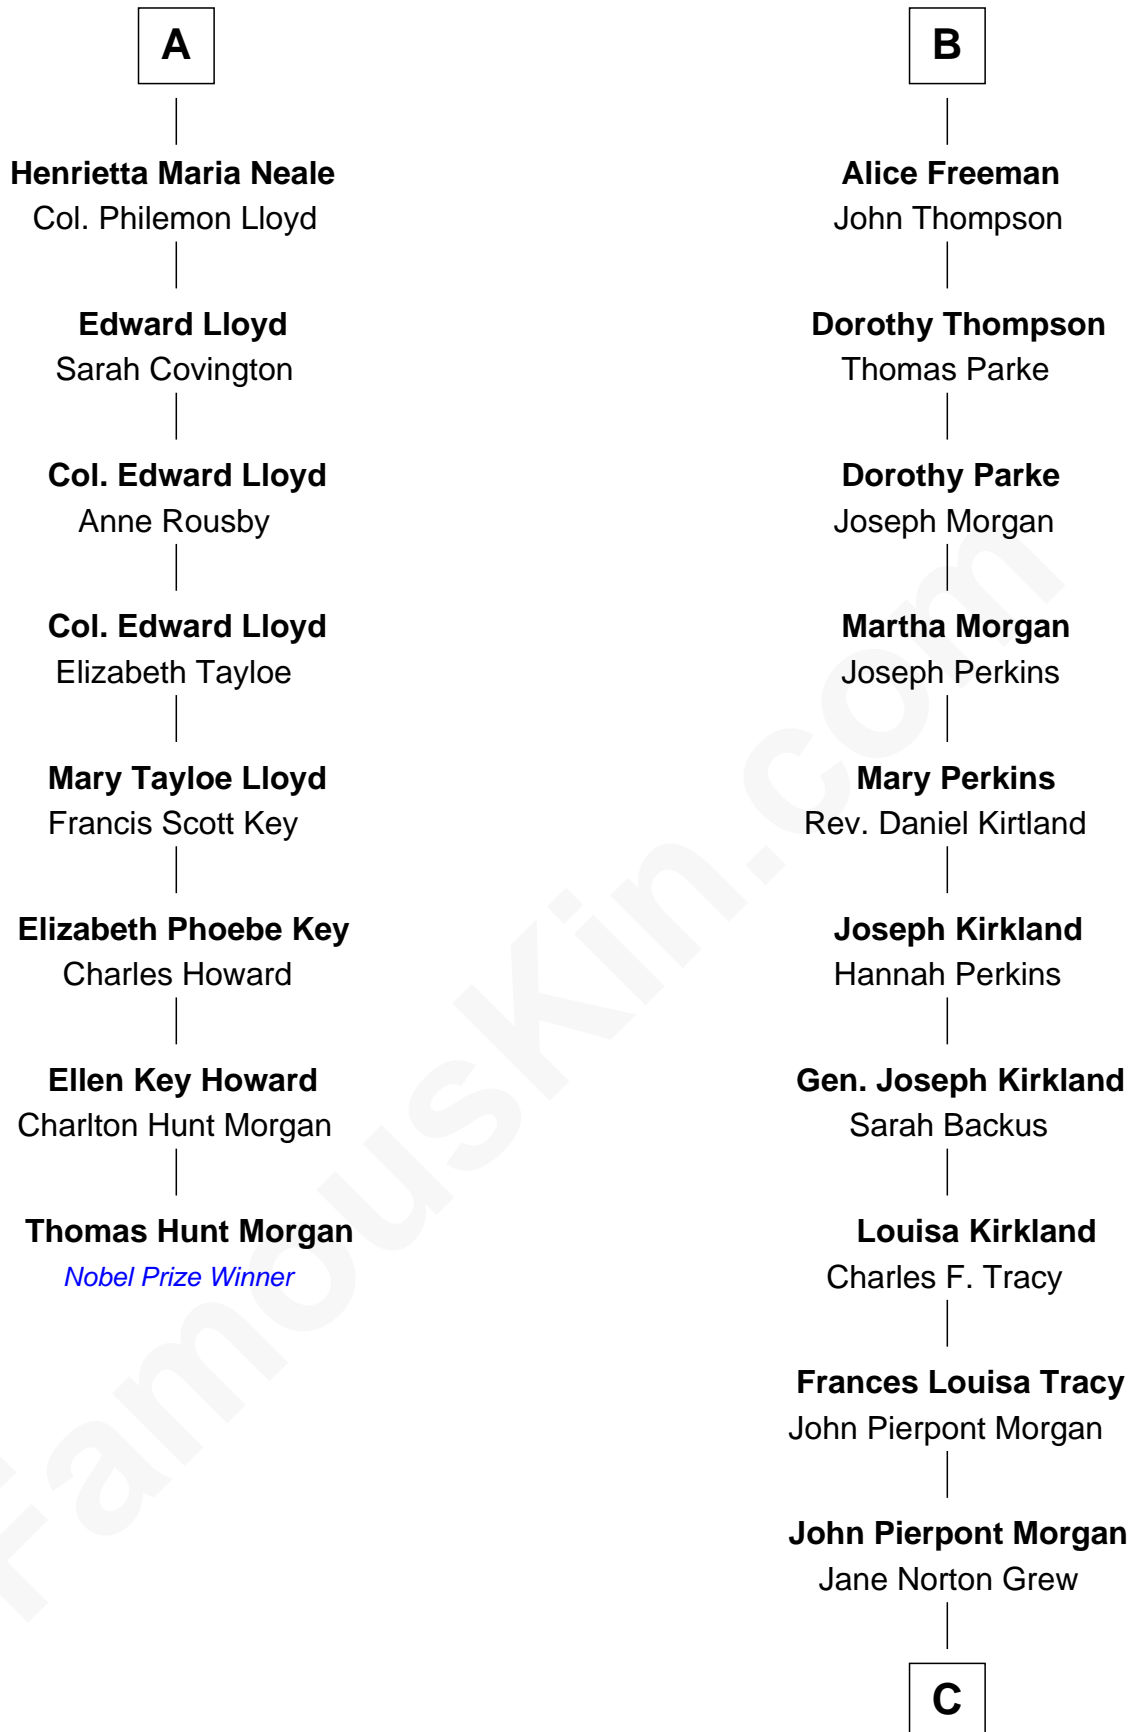 A
Henrietta Maria Neale
Col. Philemon Lloyd
Edward Lloyd
Sarah Covington
Col. Edward Lloyd
Anne Rousby
Col. Edward Lloyd
Elizabeth Tayloe
Mary Tayloe Lloyd
Francis Scott Key
Elizabeth Phoebe Key
Charles Howard
Ellen Key Howard
Charlton Hunt Morgan
Thomas Hunt Morgan
Nobel Prize Winner
B
Alice Freeman
John Thompson
Dorothy Thompson
Thomas Parke
Dorothy Parke
Joseph Morgan
Martha Morgan
Joseph Perkins
Mary Perkins
Rev. Daniel Kirtland
Joseph Kirkland
Hannah Perkins
Gen. Joseph Kirkland
Sarah Backus
Louisa Kirkland
Charles F. Tracy
Frances Louisa Tracy
John Pierpont Morgan
John Pierpont Morgan
Jane Norton Grew
C
FamousKin.com